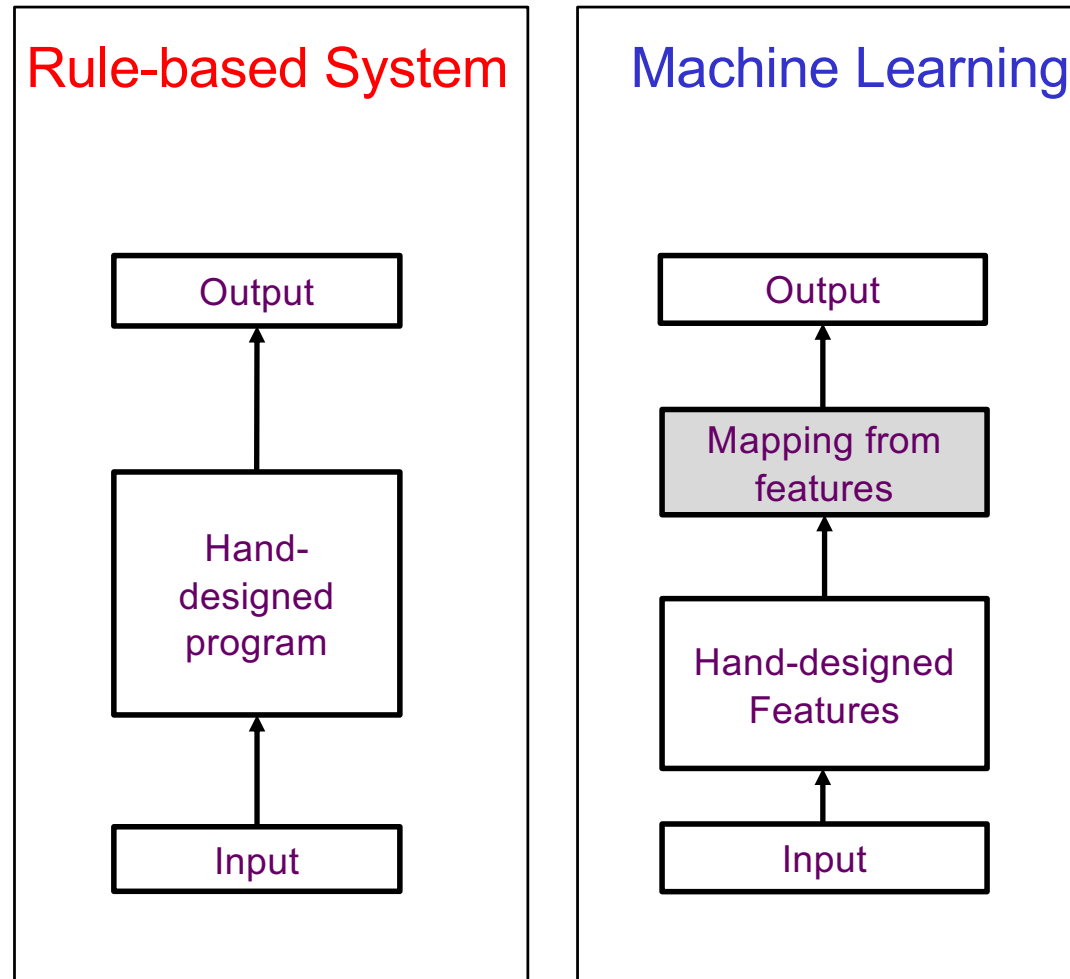 Rule-based System
Output
Hand-
designed
program
Input
Machine Learning
Output
Mapping from
features
Hand-designed
Features
Input